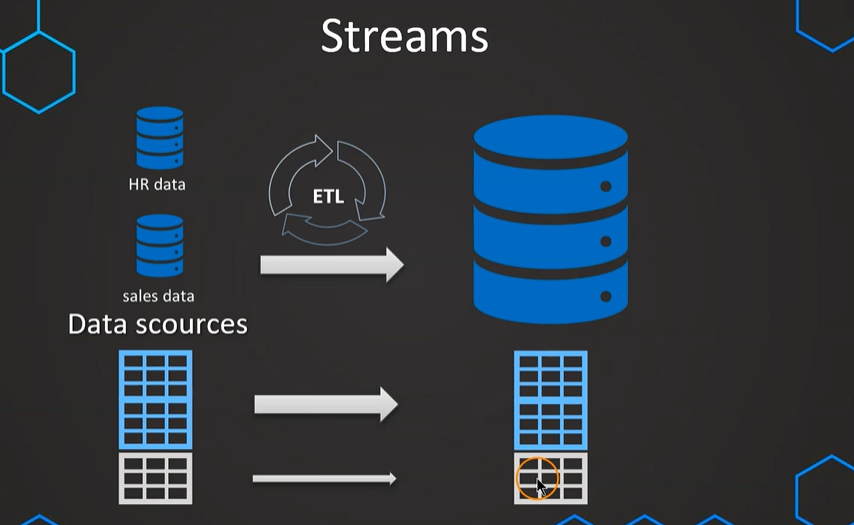 Streams
HR data
ETL
sales data
Data scources